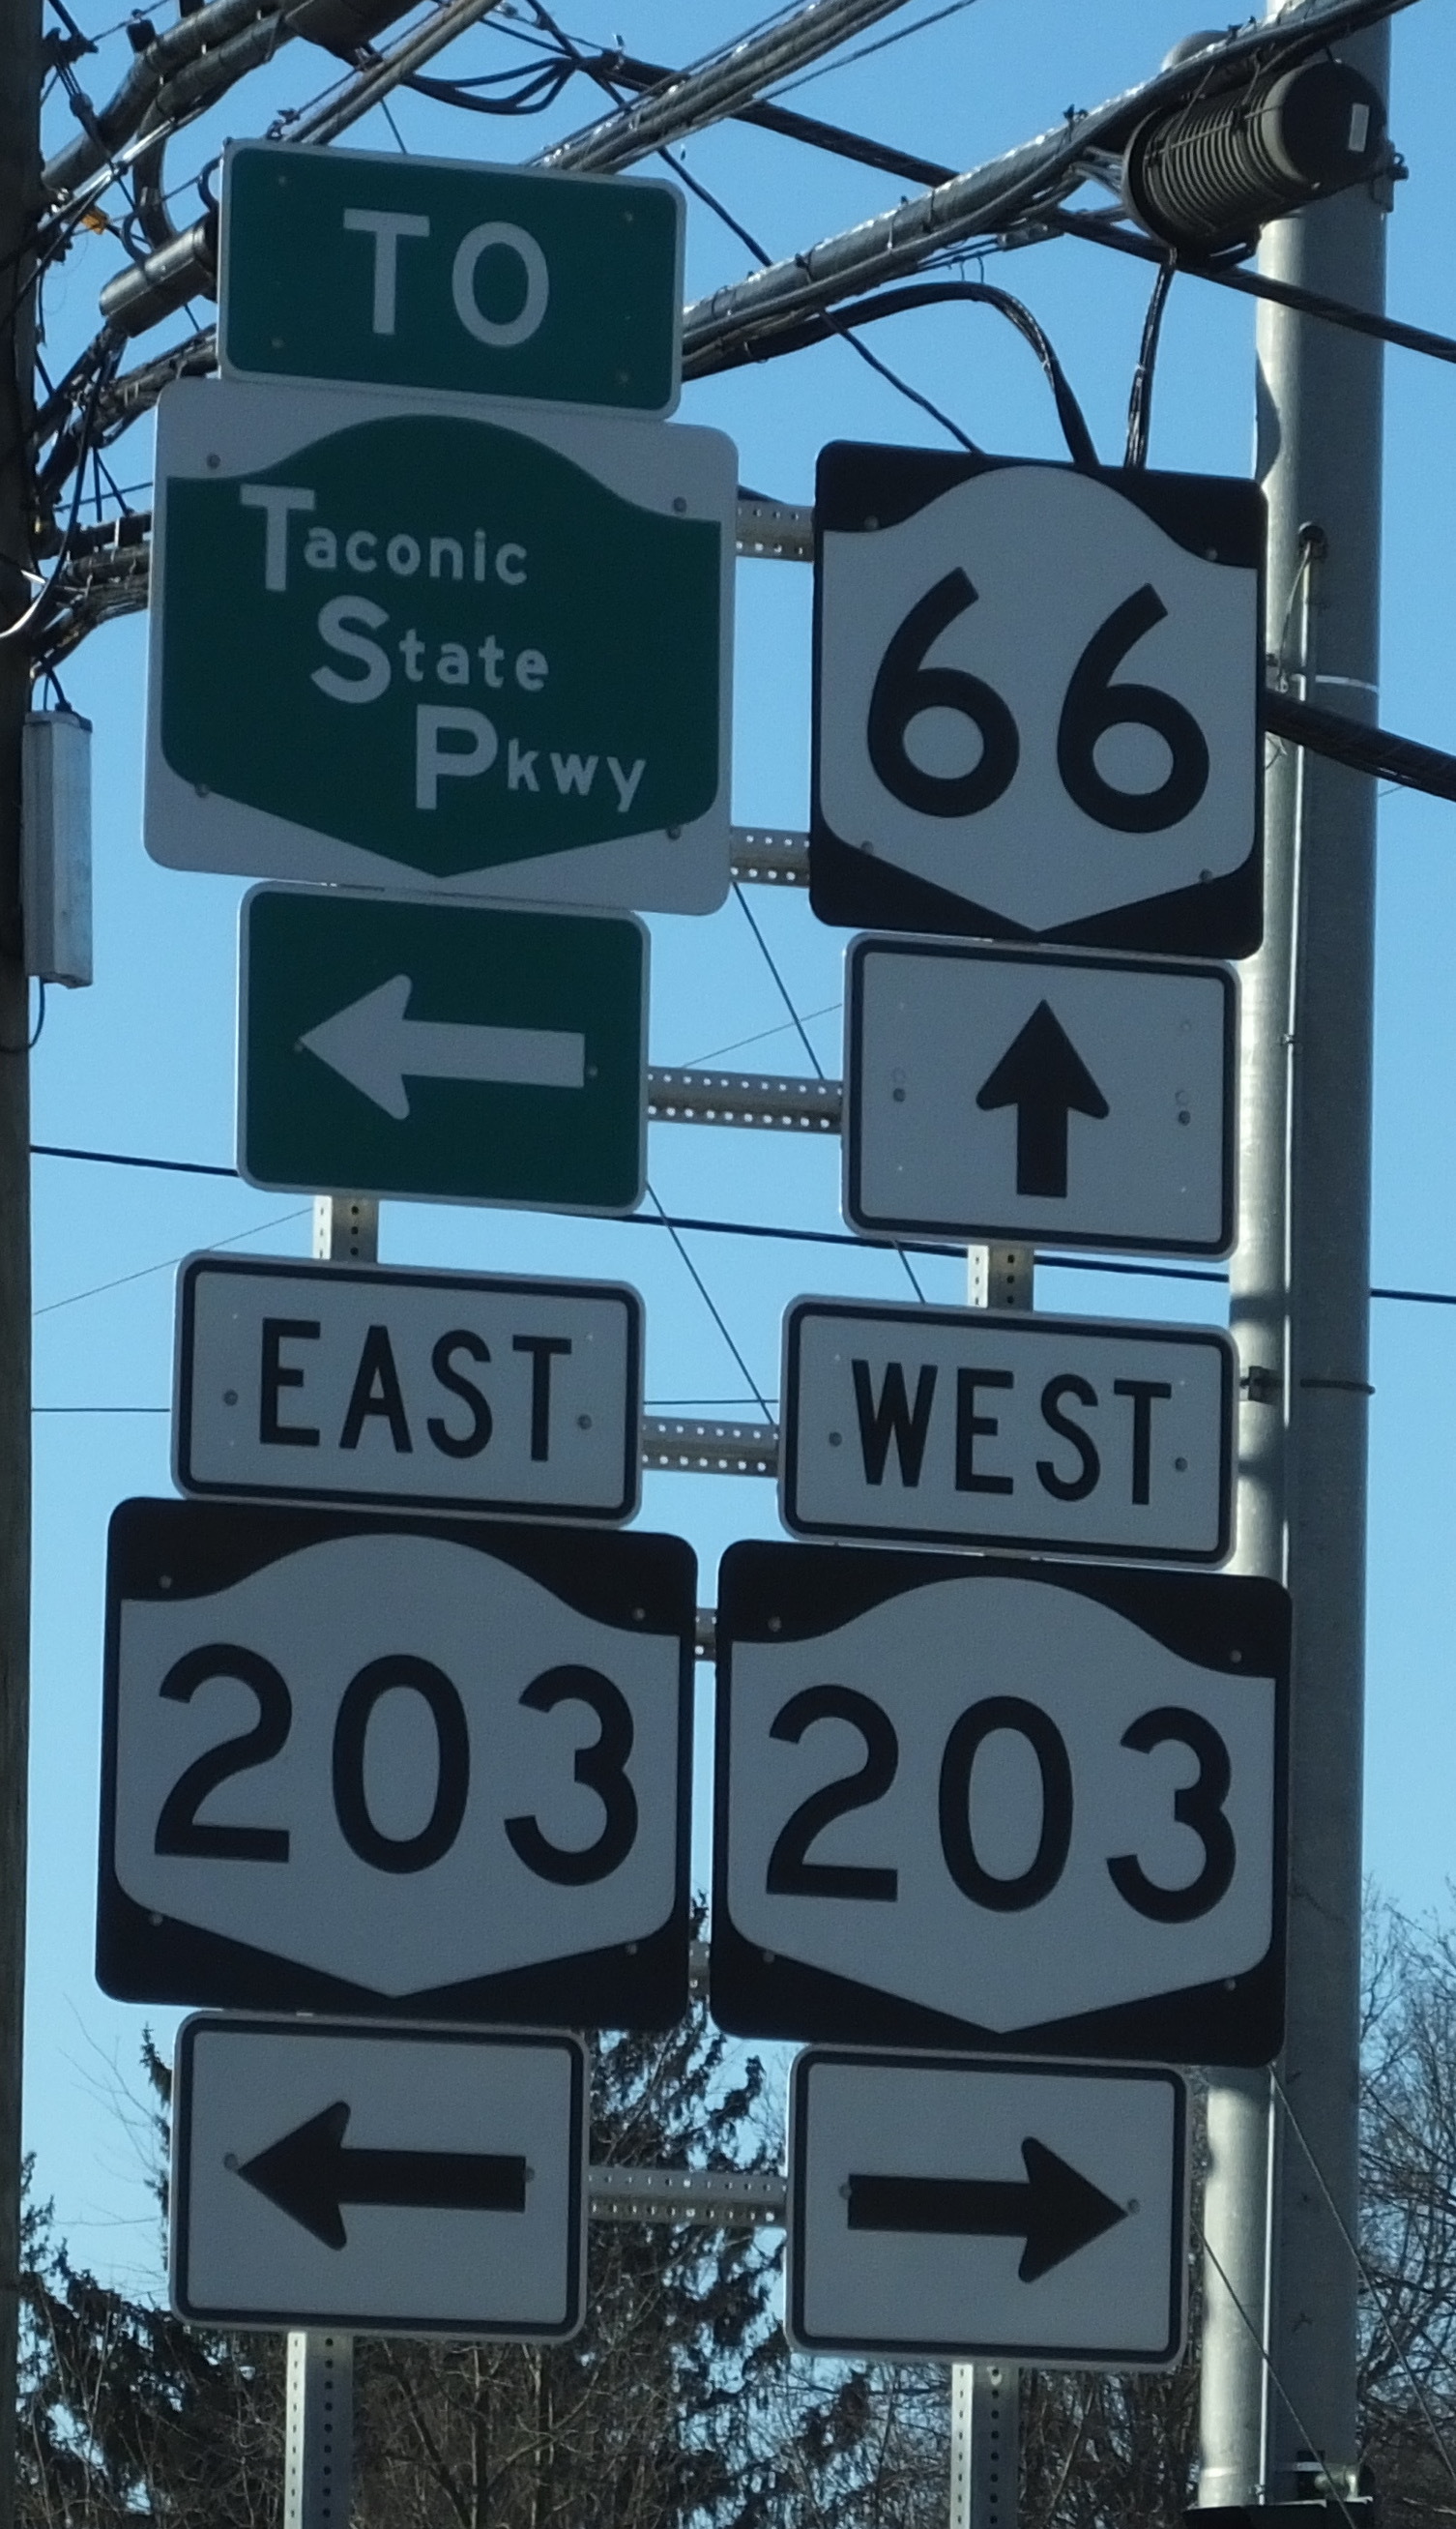 TO
Taconic
State
Pkwy
66
EAST
WEST
203
203